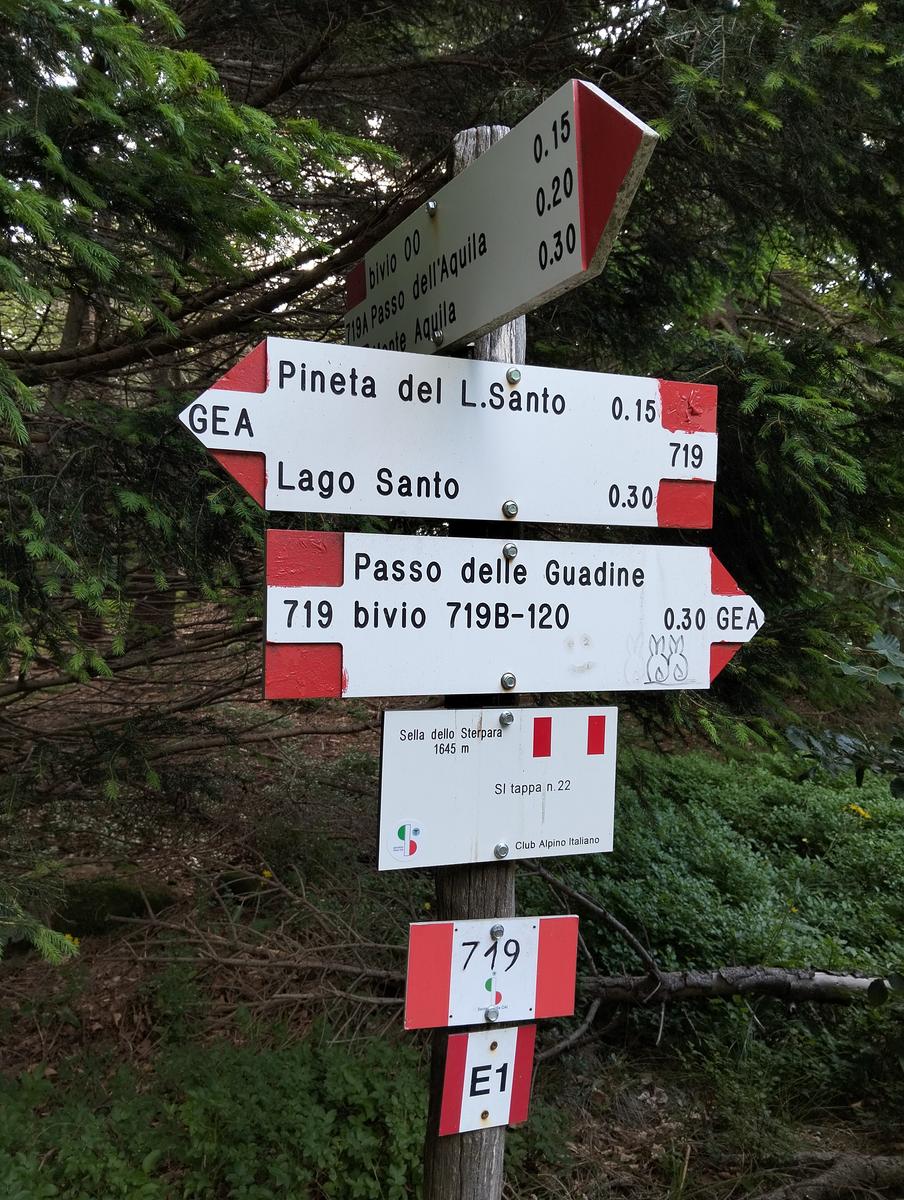 bivio 00 0.15
719A Passo dell'Aquila 0.20
Monte Aquila 0.30
Pineta del L.Santo 0.15
GEA 719
Lago Santo 0.30
Passo delle Guadine
719 bivio 719B-120 0.30 GEA
Sella dello Sterpara
1645 m
SI tappa n.22
Club Alpino Italiano
719
E1